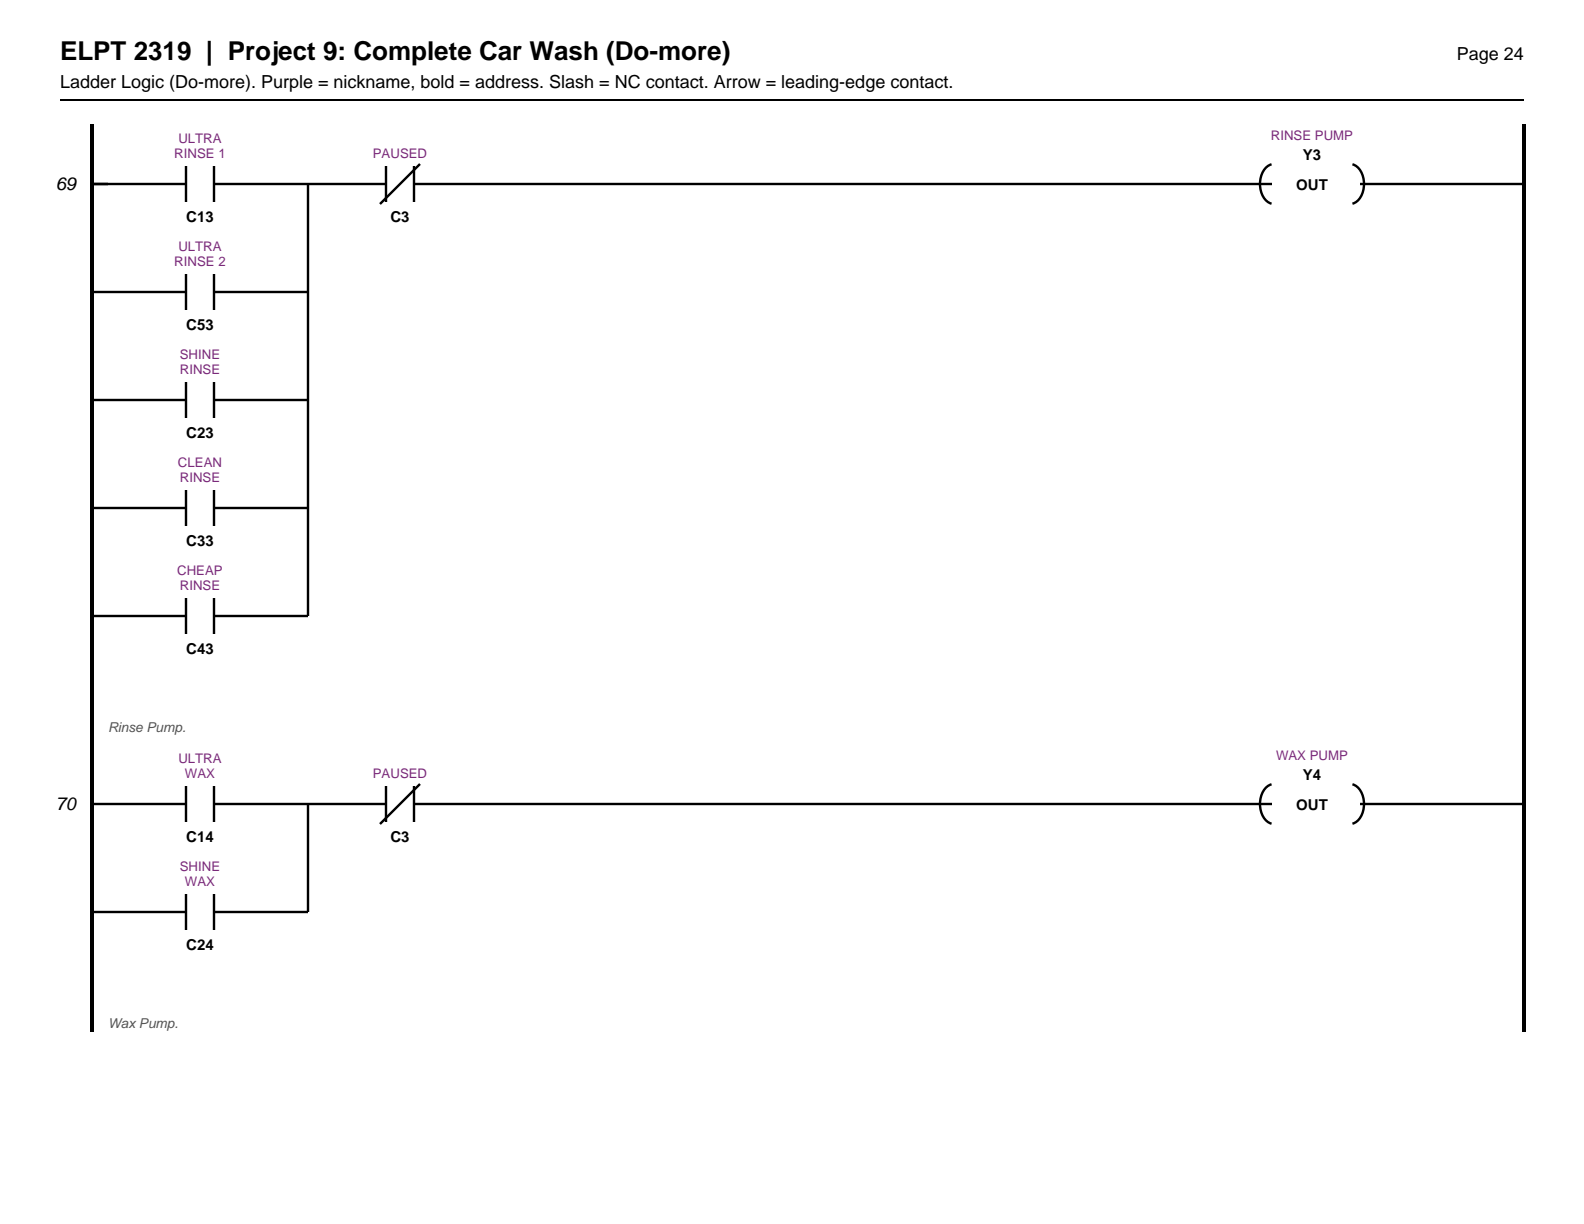 ELPT 2319 | Project 9: Complete Car Wash (Do-more)
Page 24
Ladder Logic (Do-more). Purple = nickname, bold = address. Slash = NC contact. Arrow = leading-edge contact.
ULTRA
RINSE 1
PAUSED
RINSE PUMP
Y3
69
OUT
C13
C3
ULTRA
RINSE 2
C53
SHINE
RINSE
C23
CLEAN
RINSE
C33
CHEAP
RINSE
C43
Rinse Pump.
ULTRA
WAX
PAUSED
WAX PUMP
Y4
70
OUT
C14
C3
SHINE
WAX
C24
Wax Pump.